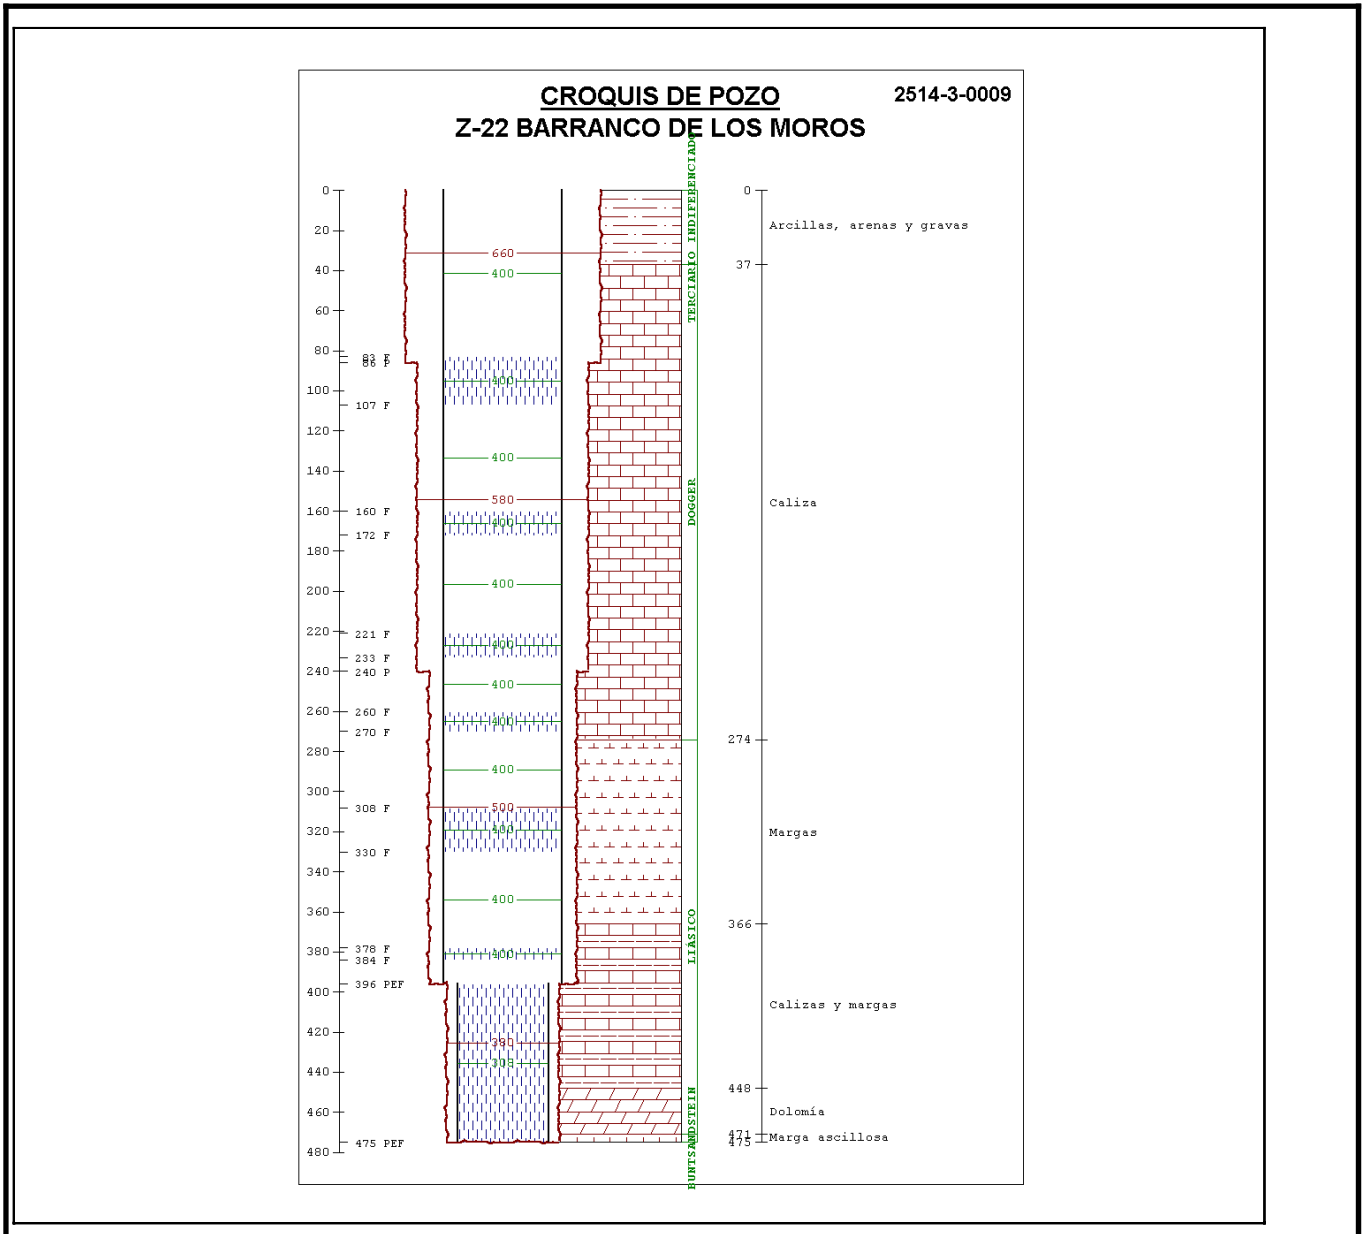 CROQUIS DE POZO
2514-3-0009
Z-22 BARRANCO DE LOS MOROS
0
20
40
60
80
100
120
140
160
180
200
220
240
260
280
300
320
340
360
380
400
420
440
460
480
83 F
86 P
107 F
160 F
172 F
221 F
233 F
240 P
260 F
270 F
308 F
330 F
378 F
384 F
396 PEF
475 PEF
660
400
400
400
580
400
400
400
400
400
400
500
400
400
400
380
308
TERCIARIO INDIFERENCIADO
DOGGER
LIÁSICO
BUNTSANDSTEIN
0
Arcillas, arenas y gravas
37
Caliza
274
Margas
366
Calizas y margas
448
Dolomía
471
Marga ascillosa
475